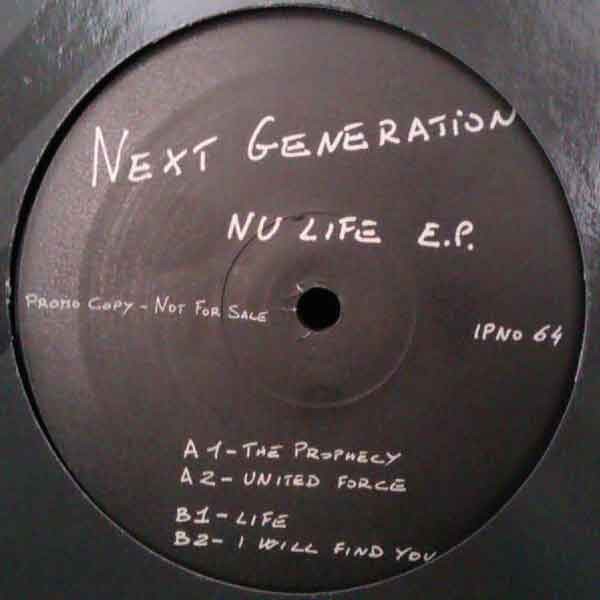 NEXT GENERATION
NU LIFE E.P.
PROMO COPY - NOT FOR SALE
IPNO 64
A1 - THE PROPHECY
A2 - UNITED FORCE
B1 - LIFE
B2 - I WILL FIND YOU